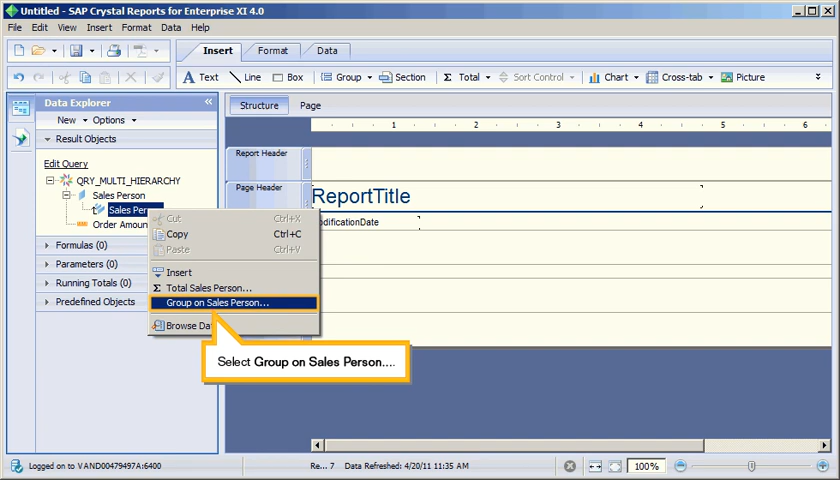 Untitled - SAP Crystal Reports for Enterprise XI 4.0
File Edit View Insert Format Data Help
Insert Format Data
Text Line Box Group Section Total Sort Control Chart Cross-tab Picture
Data Explorer
New Options
Result Objects
Edit Query
QRY_MULTI_HIERARCHY
Sales Person
Sales Per
Order Amoun
Formulas (0)
Parameters (0)
Running Totals (0)
Predefined Objects
Cut Ctrl+X
Copy Ctrl+C
Paste Ctrl+V
Insert
Total Sales Person...
Group on Sales Person...
Browse Da
Select Group on Sales Person....
Structure Page
1 2 3 4 5 6
Report Header
Page Header
ReportTitle
odificationDate
Logged on to VAND00479497A:6400 Re... 7 Data Refreshed: 4/20/11 11:35 AM 100%